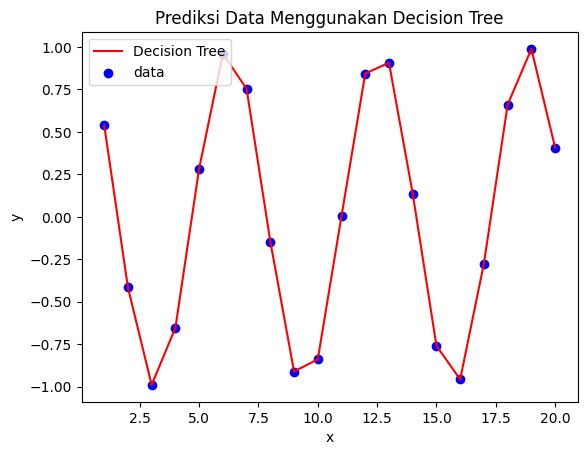 Prediksi Data Menggunakan Decision Tree
Decision Tree
data
1.00
0.75
0.50
0.25
0.00
−0.25
−0.50
−0.75
−1.00
y
2.5 5.0 7.5 10.0 12.5 15.0 17.5 20.0
x